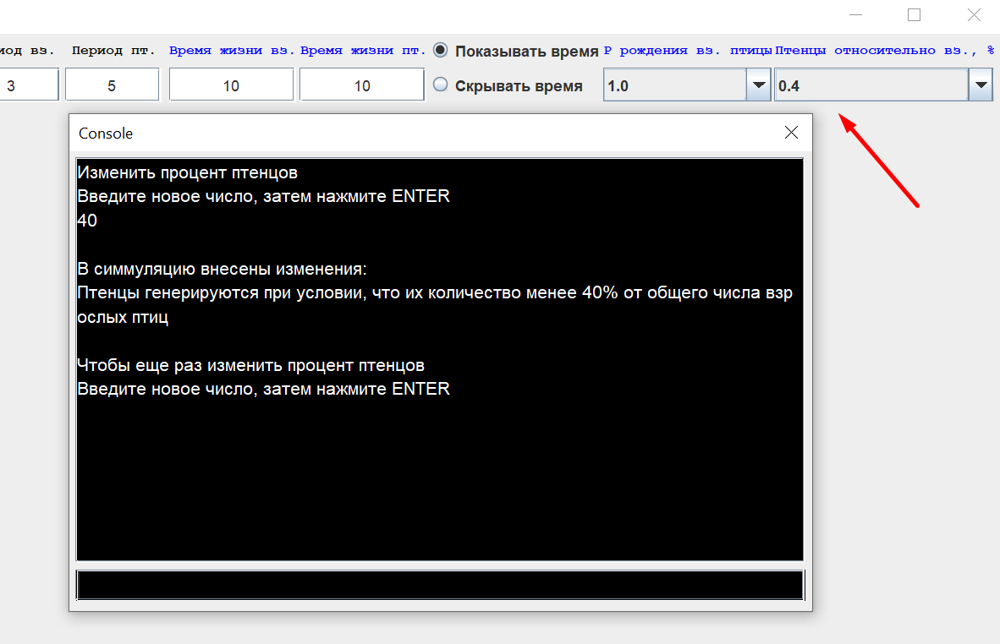 иод вз. Период пт. Время жизни вз. Время жизни пт. Показывать время Р рождения вз. птицы Птенцы относительно вз., %
3 5 10 10 Скрывать время 1.0 0.4
Console
Изменить процент птенцов
Введите новое число, затем нажмите ENTER
40
В симмуляцию внесены изменения:
Птенцы генерируются при условии, что их количество менее 40% от общего числа взр
ослых птиц
Чтобы еще раз изменить процент птенцов
Введите новое число, затем нажмите ENTER